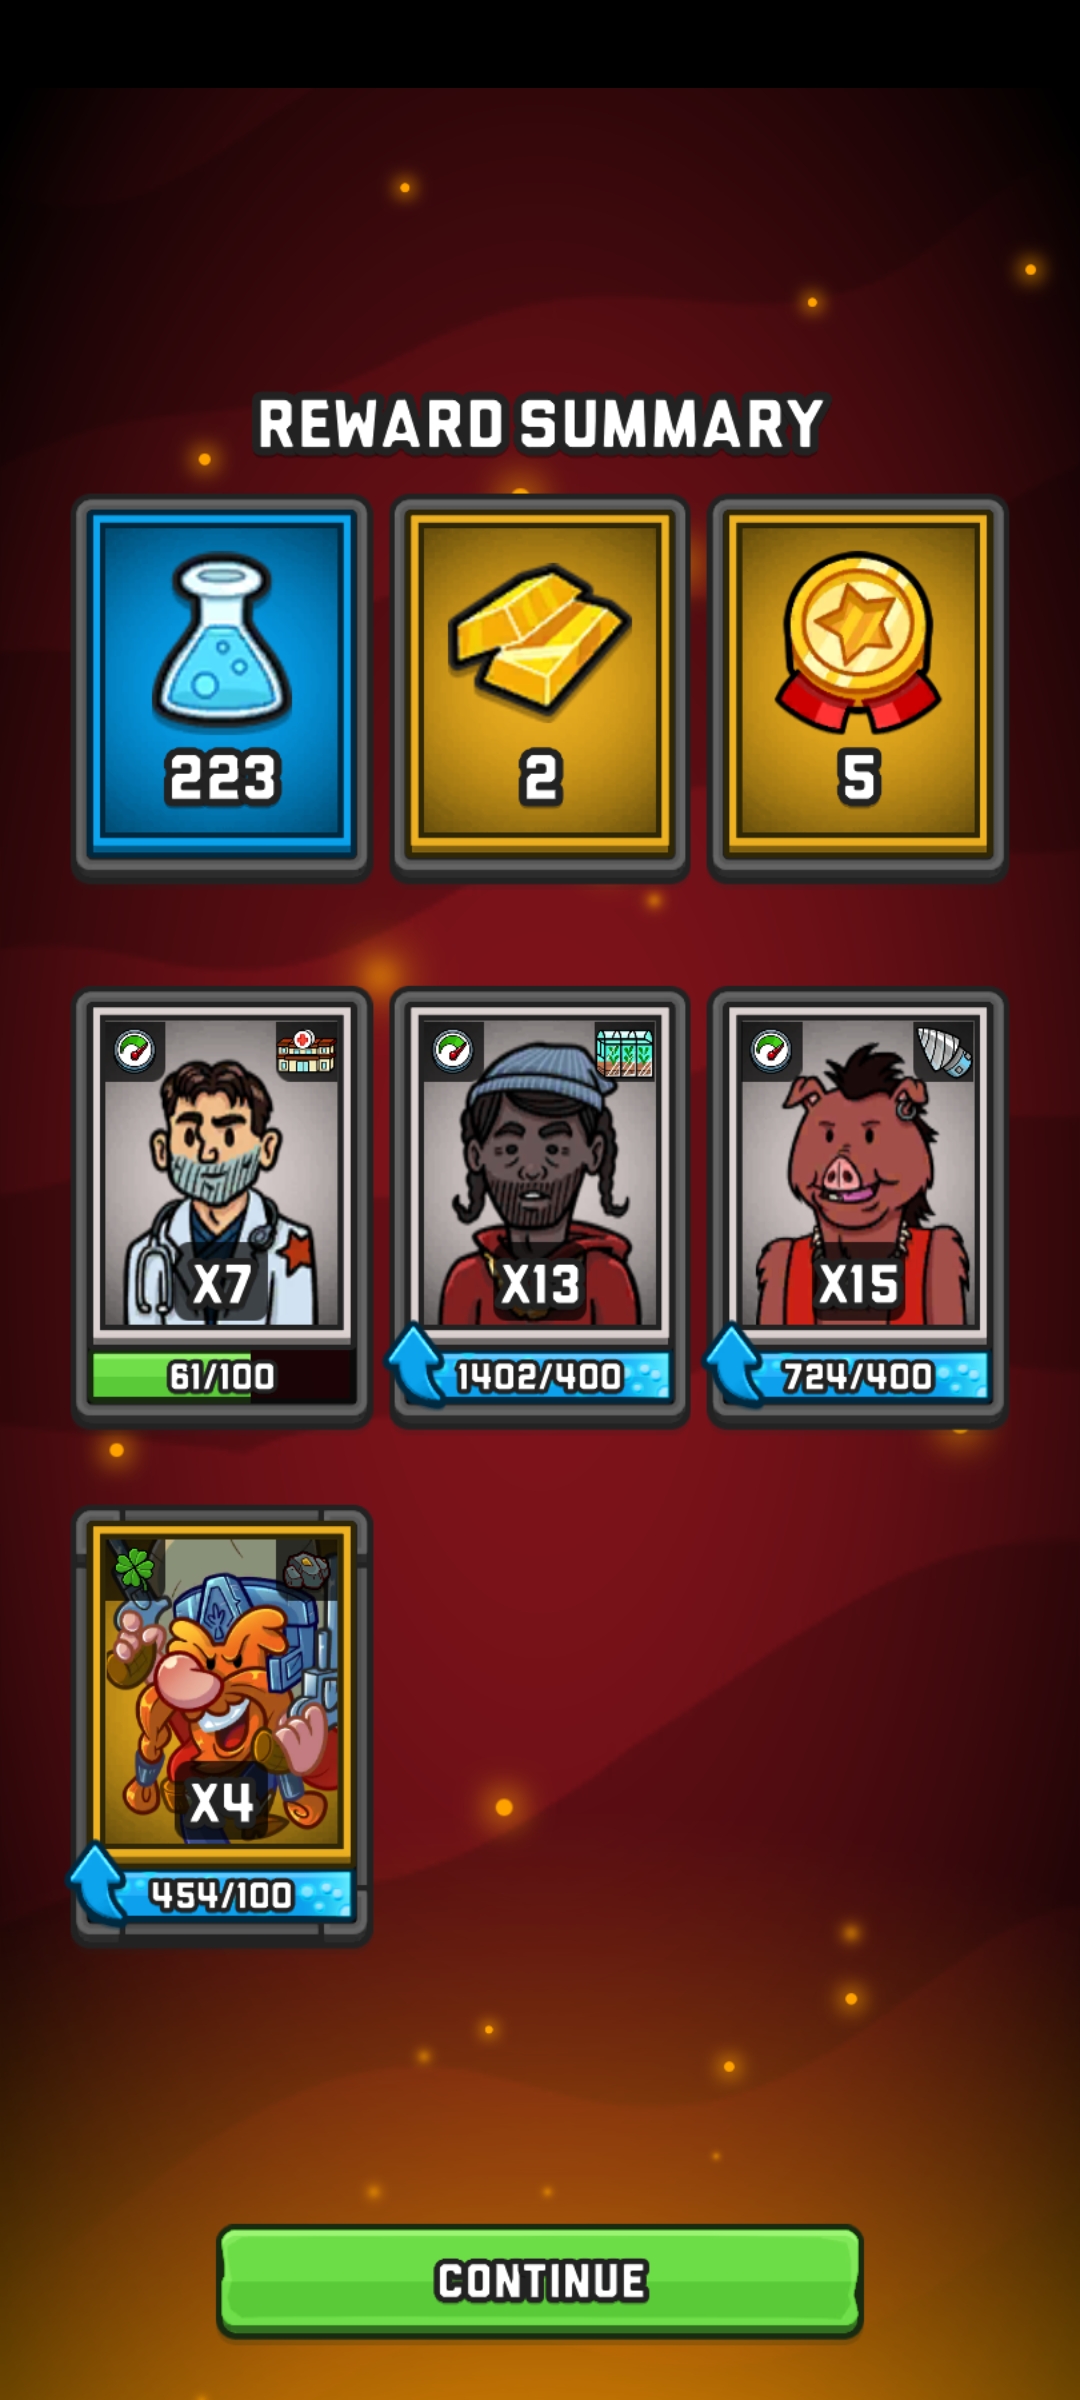 REWARD SUMMARY
223
2
5
X7
X13
X15
61/100
1402/400
724/400
X4
454/100
CONTINUE